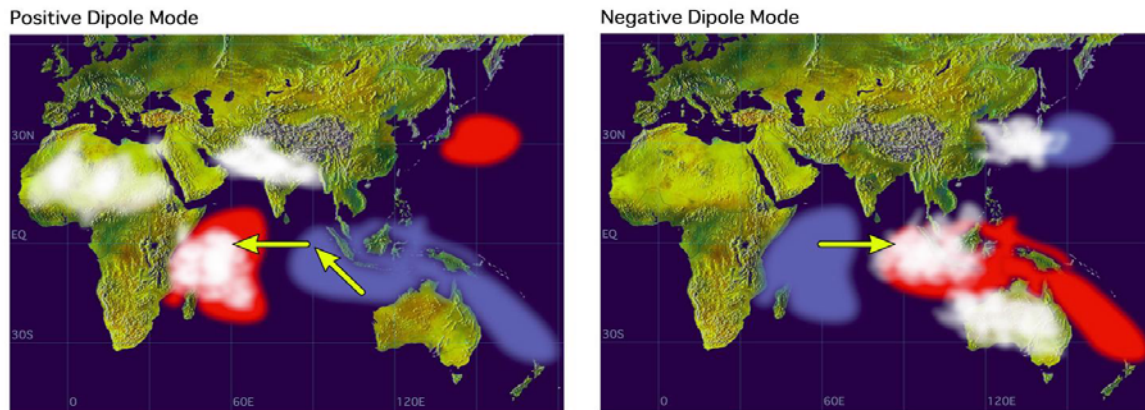 Positive Dipole Mode
30N
EQ
30S
0 60E 120E
Negative Dipole Mode
30N
EQ
30S
0 60E 120E